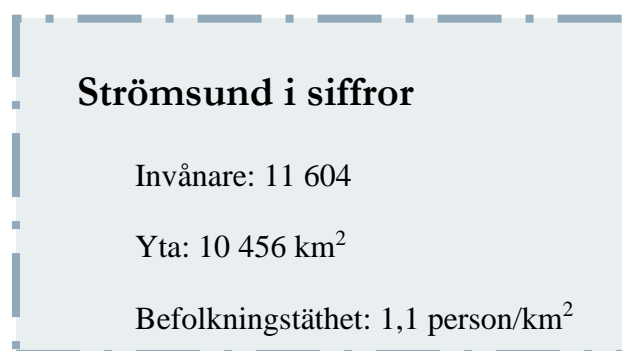 Strömsund i siffror
Invånare: 11 604
Yta: 10 456 km²
Befolkningstäthet: 1,1 person/km²